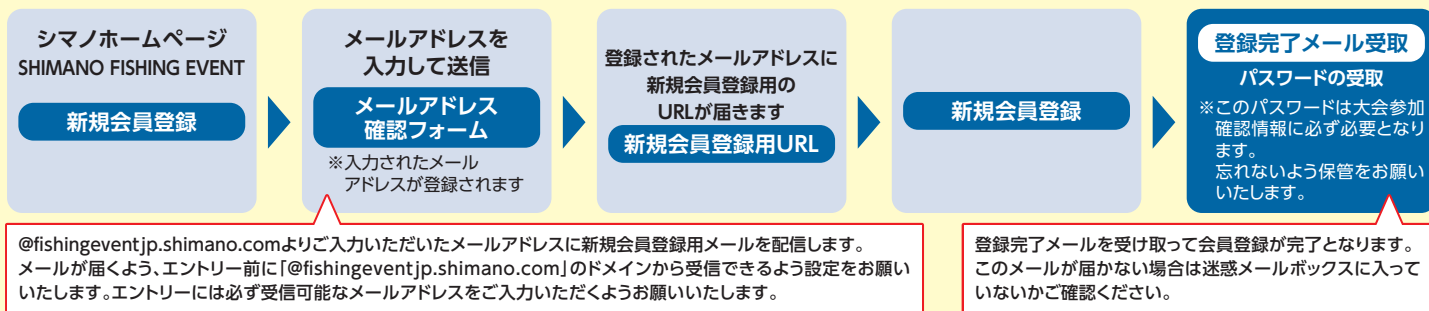 シマノホームページ
SHIMANO FISHING EVENT
新規会員登録
メールアドレスを
入力して送信
メールアドレス
確認フォーム
※入力されたメール
アドレスが登録されます
登録されたメールアドレスに
新規会員登録用の
URLが届きます
新規会員登録用URL
新規会員登録
登録完了メール受取
パスワードの受取
※このパスワードは大会参加
確認情報に必ず必要となり
ます。
忘れないよう保管をお願い
いたします。
@fishingeventjp.shimano.comよりご入力いただいたメールアドレスに新規会員登録用メールを配信します。
メールが届くよう、エントリー前に「@fishingeventjp.shimano.com」のドメインから受信できるよう設定をお願い
いたします。エントリーには必ず受信可能なメールアドレスをご入力いただくようお願いいたします。
登録完了メールを受け取って会員登録が完了となります。
このメールが届かない場合は迷惑メールボックスに入って
いないかご確認ください。